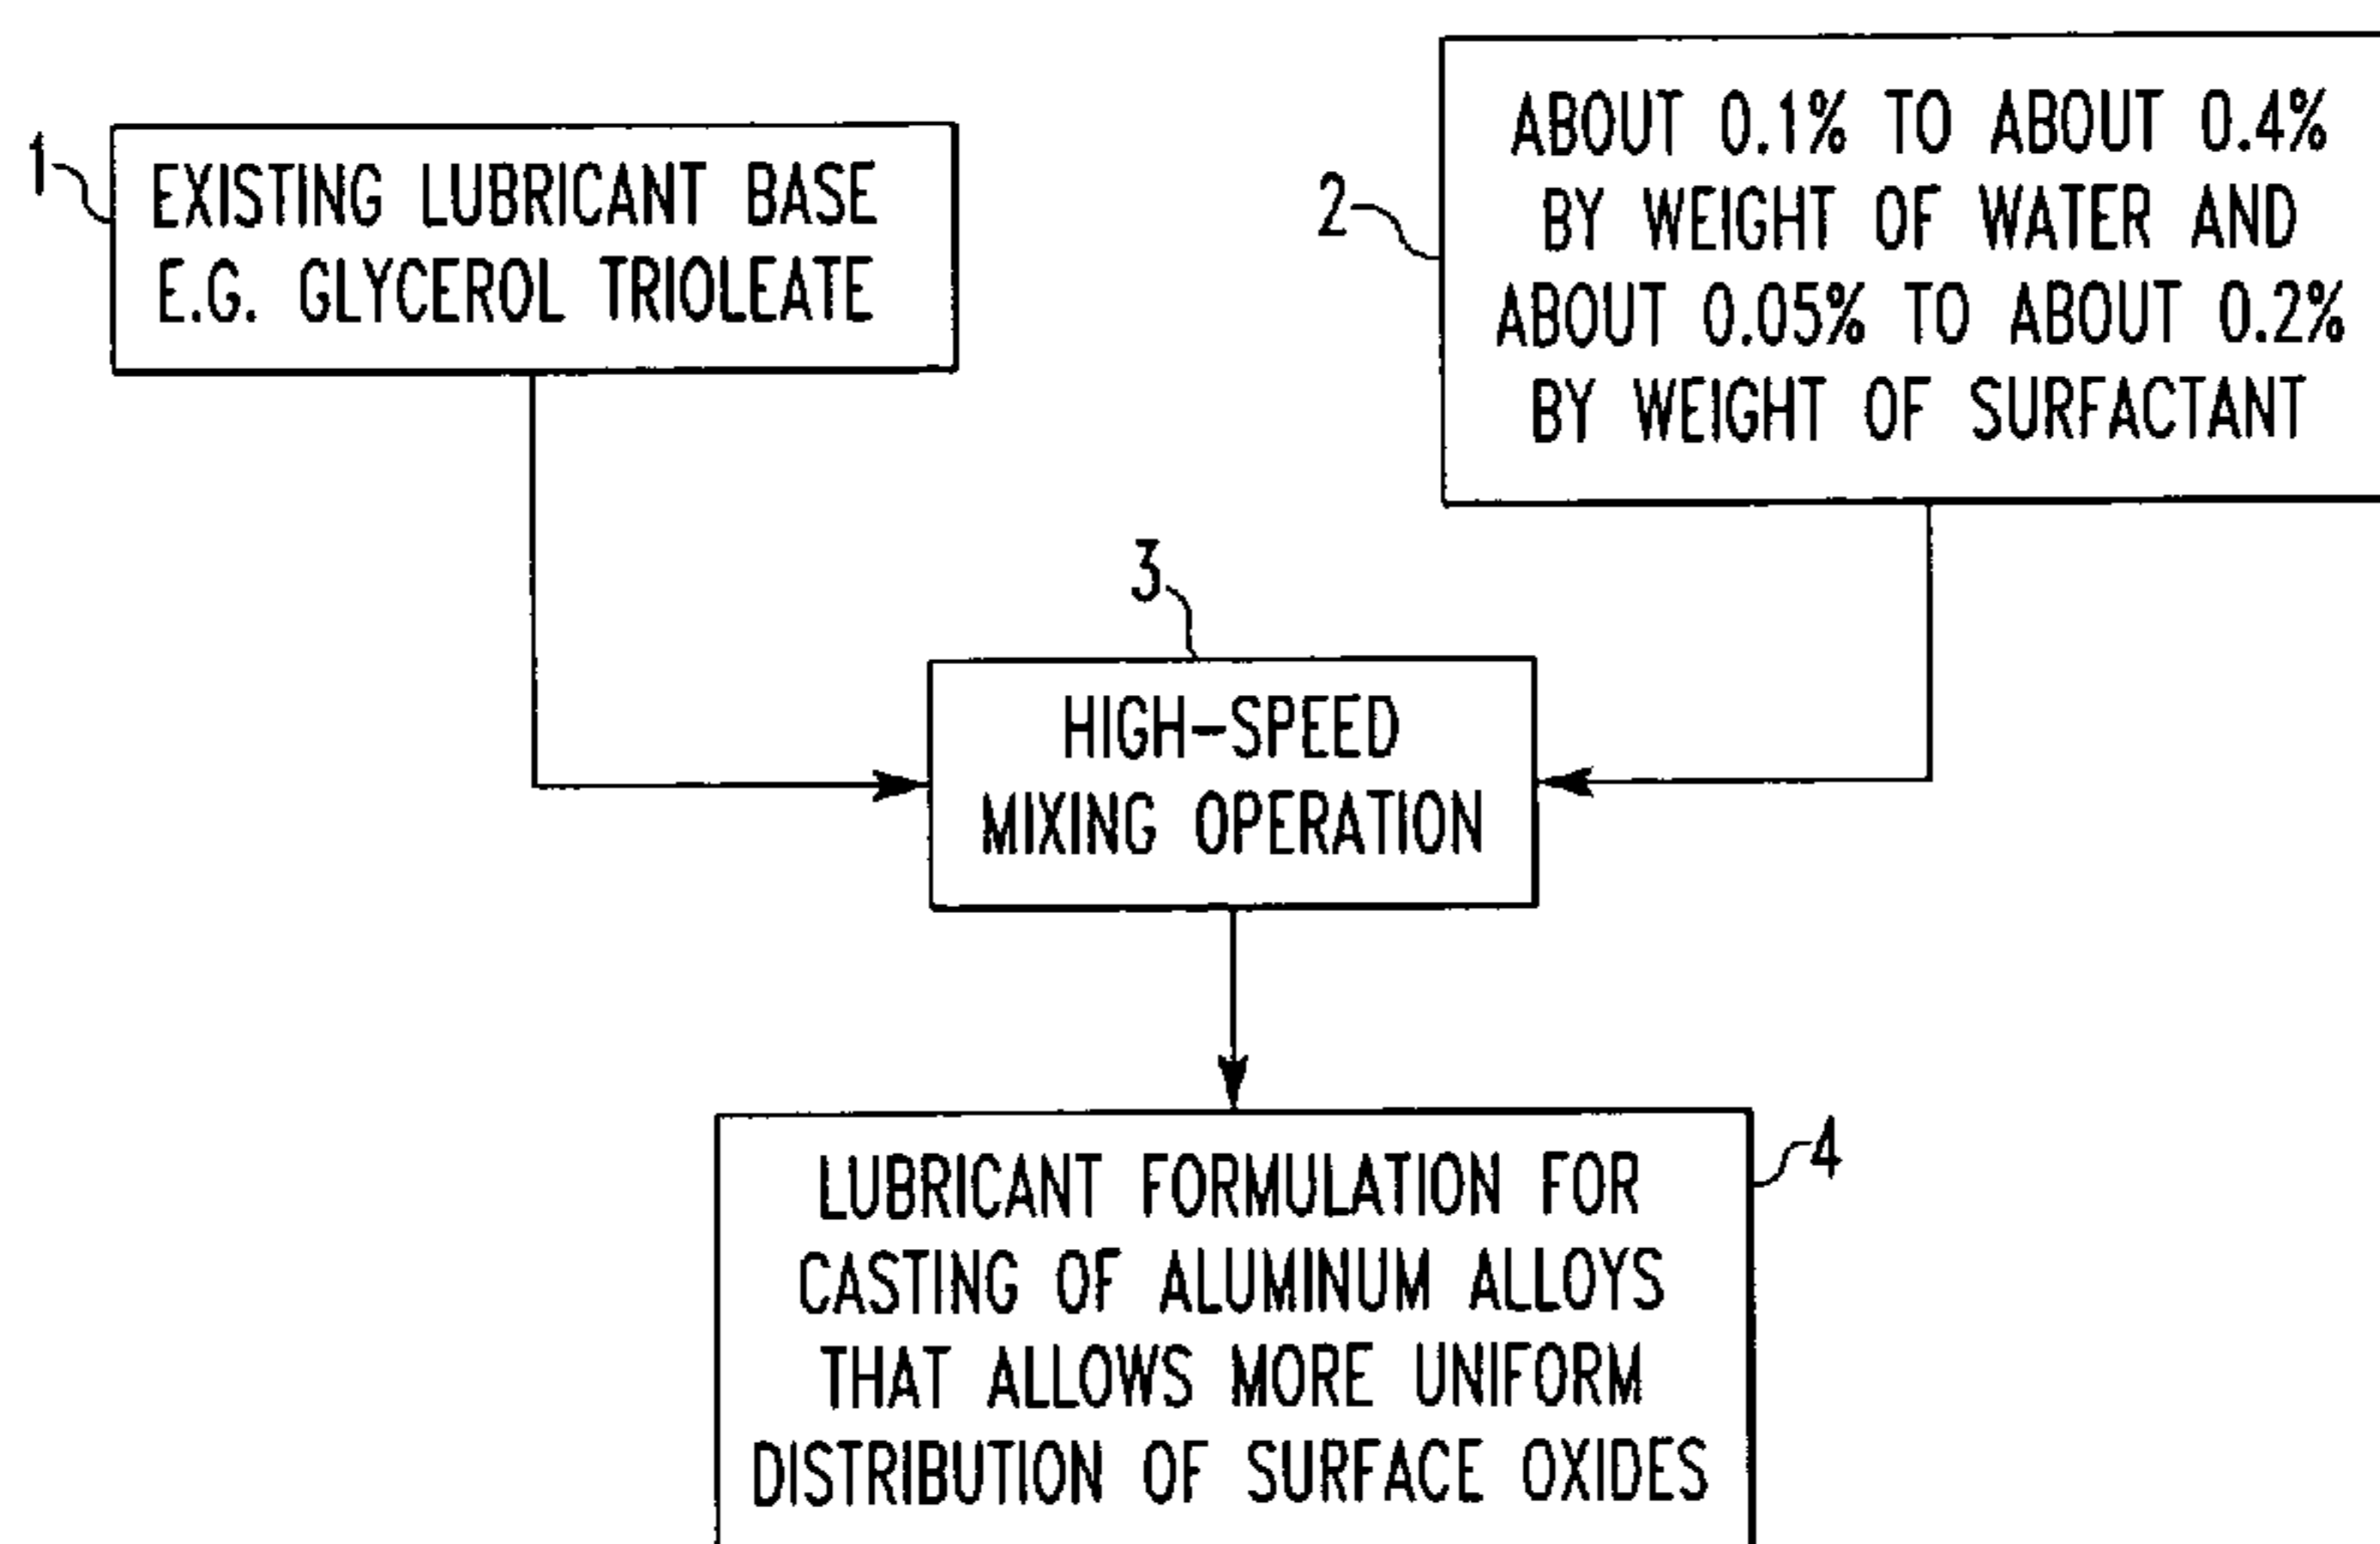 1
EXISTING LUBRICANT BASE
E.G. GLYCEROL TRIOLEATE
2
ABOUT 0.1% TO ABOUT 0.4%
BY WEIGHT OF WATER AND
ABOUT 0.05% TO ABOUT 0.2%
BY WEIGHT OF SURFACTANT
3
HIGH-SPEED
MIXING OPERATION
4
LUBRICANT FORMULATION FOR
CASTING OF ALUMINUM ALLOYS
THAT ALLOWS MORE UNIFORM
DISTRIBUTION OF SURFACE OXIDES